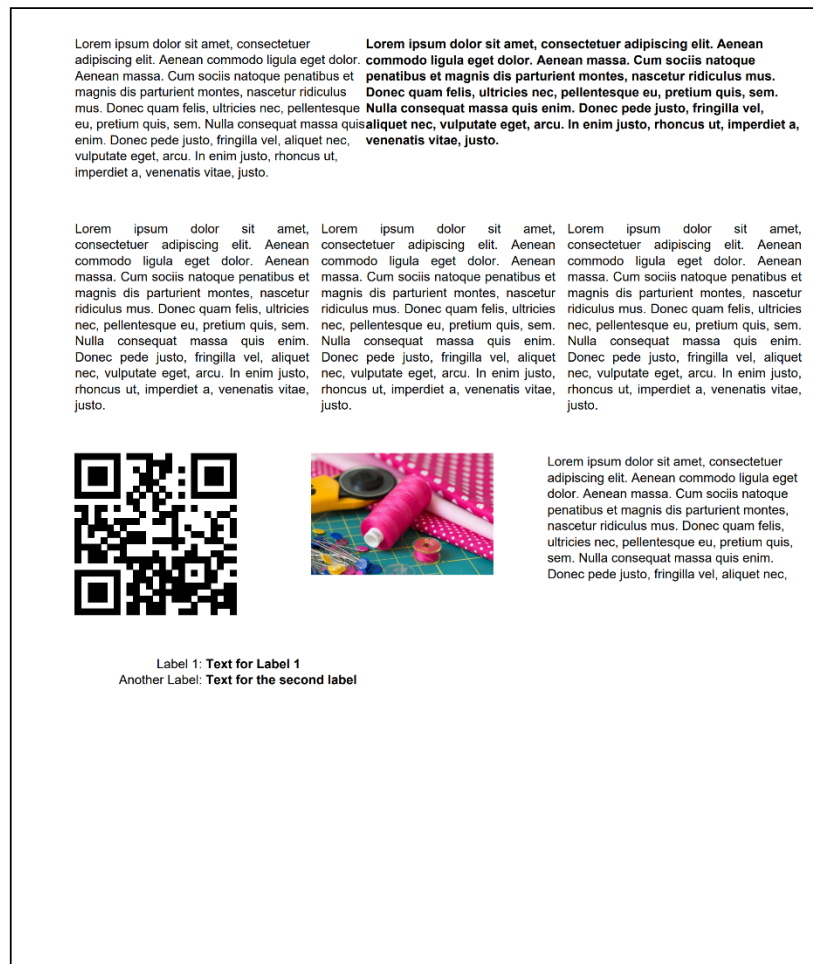 Lorem ipsum dolor sit amet, consectetuer
adipiscing elit. Aenean commodo ligula eget dolor.
Aenean massa. Cum sociis natoque penatibus et
magnis dis parturient montes, nascetur ridiculus
mus. Donec quam felis, ultricies nec, pellentesque
eu, pretium quis, sem. Nulla consequat massa quis
enim. Donec pede justo, fringilla vel, aliquet nec,
vulputate eget, arcu. In enim justo, rhoncus ut,
imperdiet a, venenatis vitae, justo.
Lorem ipsum dolor sit amet, consectetuer adipiscing elit. Aenean
commodo ligula eget dolor. Aenean massa. Cum sociis natoque
penatibus et magnis dis parturient montes, nascetur ridiculus mus.
Donec quam felis, ultricies nec, pellentesque eu, pretium quis, sem.
Nulla consequat massa quis enim. Donec pede justo, fringilla vel,
aliquet nec, vulputate eget, arcu. In enim justo, rhoncus ut, imperdiet a,
venenatis vitae, justo.
Lorem ipsum dolor sit amet,
consectetuer adipiscing elit. Aenean
commodo ligula eget dolor. Aenean
massa. Cum sociis natoque penatibus et
magnis dis parturient montes, nascetur
ridiculus mus. Donec quam felis, ultricies
nec, pellentesque eu, pretium quis, sem.
Nulla consequat massa quis enim.
Donec pede justo, fringilla vel, aliquet
nec, vulputate eget, arcu. In enim justo,
rhoncus ut, imperdiet a, venenatis vitae,
justo.
Lorem ipsum dolor sit amet,
consectetuer adipiscing elit. Aenean
commodo ligula eget dolor. Aenean
massa. Cum sociis natoque penatibus et
magnis dis parturient montes, nascetur
ridiculus mus. Donec quam felis, ultricies
nec, pellentesque eu, pretium quis, sem.
Nulla consequat massa quis enim.
Donec pede justo, fringilla vel, aliquet
nec, vulputate eget, arcu. In enim justo,
rhoncus ut, imperdiet a, venenatis vitae,
justo.
Lorem ipsum dolor sit amet,
consectetuer adipiscing elit. Aenean
commodo ligula eget dolor. Aenean
massa. Cum sociis natoque penatibus et
magnis dis parturient montes, nascetur
ridiculus mus. Donec quam felis, ultricies
nec, pellentesque eu, pretium quis, sem.
Nulla consequat massa quis enim.
Donec pede justo, fringilla vel, aliquet
nec, vulputate eget, arcu. In enim justo,
rhoncus ut, imperdiet a, venenatis vitae,
justo.
Lorem ipsum dolor sit amet, consectetuer
adipiscing elit. Aenean commodo ligula eget
dolor. Aenean massa. Cum sociis natoque
penatibus et magnis dis parturient montes,
nascetur ridiculus mus. Donec quam felis,
ultricies nec, pellentesque eu, pretium quis,
sem. Nulla consequat massa quis enim.
Donec pede justo, fringilla vel, aliquet nec,
Label 1: Text for Label 1
Another Label: Text for the second label